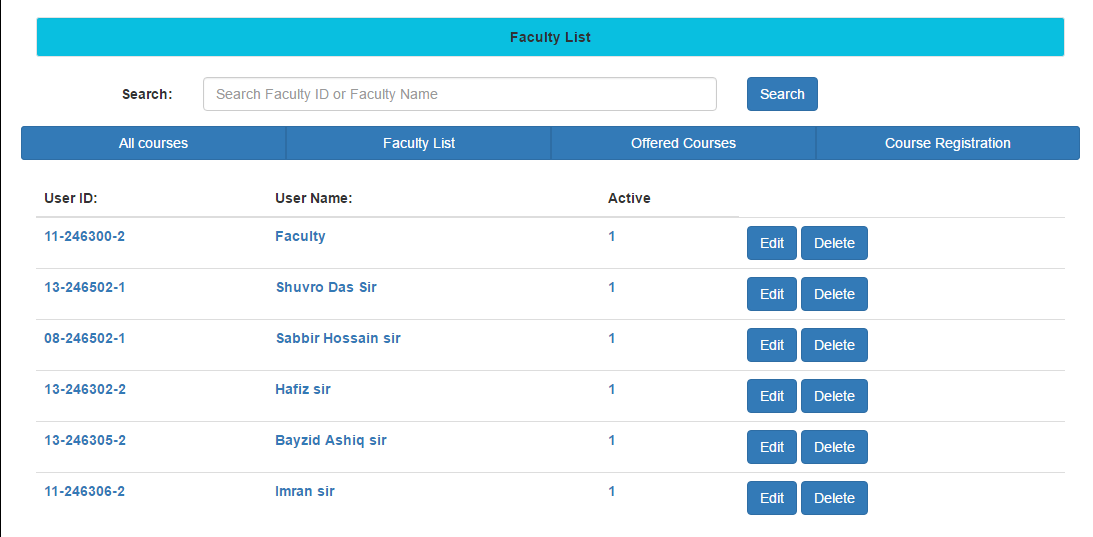 Faculty List
Search: Search Faculty ID or Faculty Name Search
All courses Faculty List Offered Courses Course Registration
User ID: User Name: Active
11-246300-2 Faculty 1 Edit Delete
13-246502-1 Shuvro Das Sir 1 Edit Delete
08-246502-1 Sabbir Hossain sir 1 Edit Delete
13-246302-2 Hafiz sir 1 Edit Delete
13-246305-2 Bayzid Ashiq sir 1 Edit Delete
11-246306-2 Imran sir 1 Edit Delete